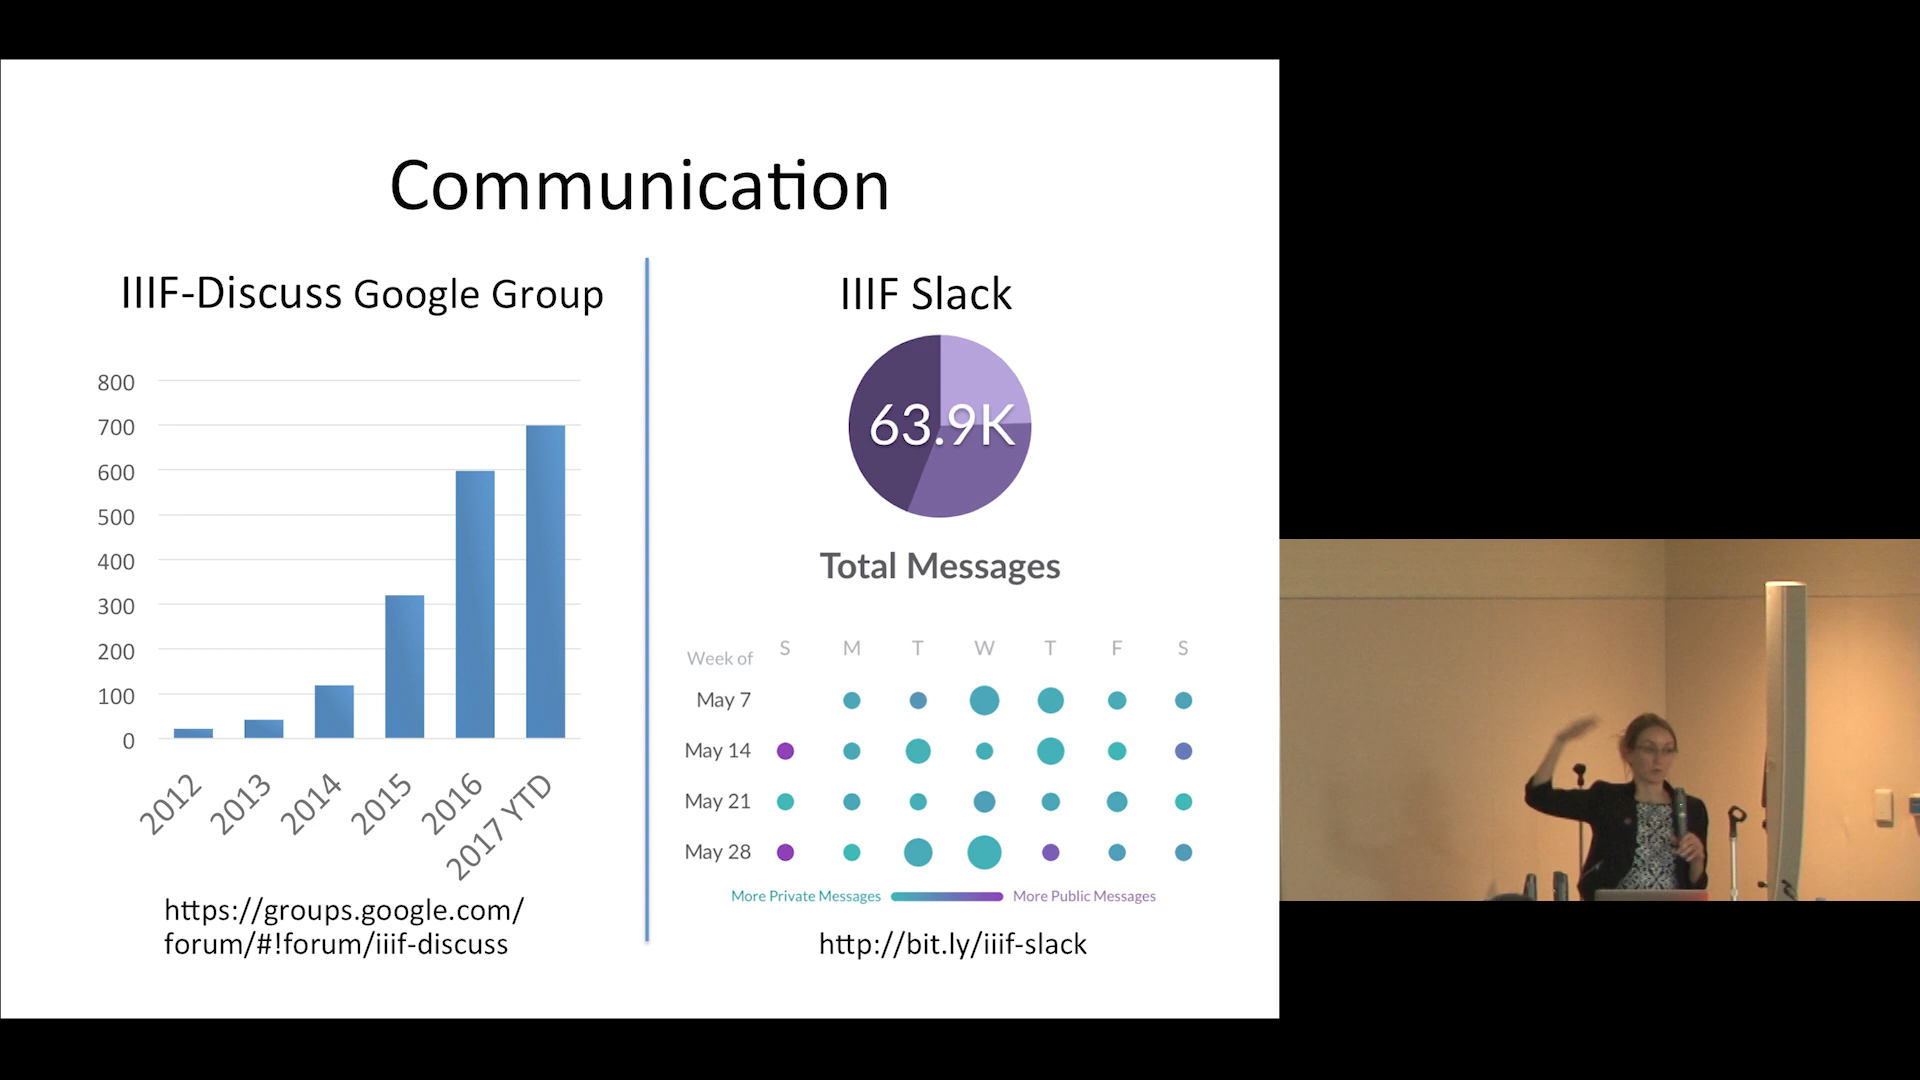 Communication
IIIF-Discuss Google Group
800
700
600
500
400
300
200
100
0
2012
2013
2014
2015
2016
2017 YTD
https://groups.google.com/
forum/#!forum/iiif-discuss
IIIF Slack
63.9K
Total Messages
Week of S M T W T F S
May 7
May 14
May 21
May 28
More Private Messages More Public Messages
http://bit.ly/iiif-slack